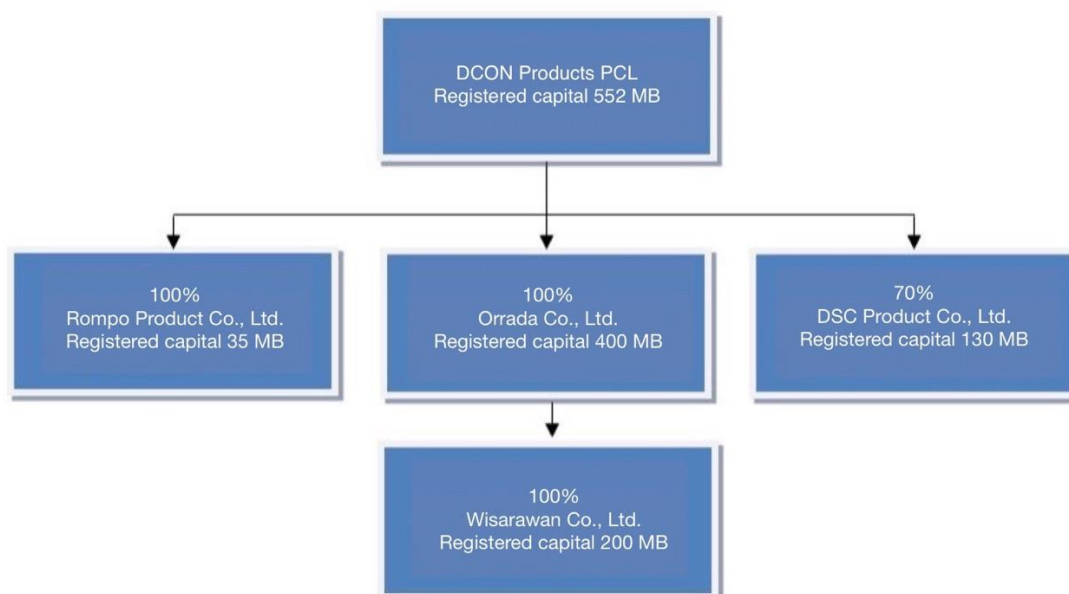 DCON Products PCL
Registered capital 552 MB
100%
Rompo Product Co., Ltd.
Registered capital 35 MB
100%
Orrada Co., Ltd.
Registered capital 400 MB
70%
DSC Product Co., Ltd.
Registered capital 130 MB
100%
Wisarawan Co., Ltd.
Registered capital 200 MB